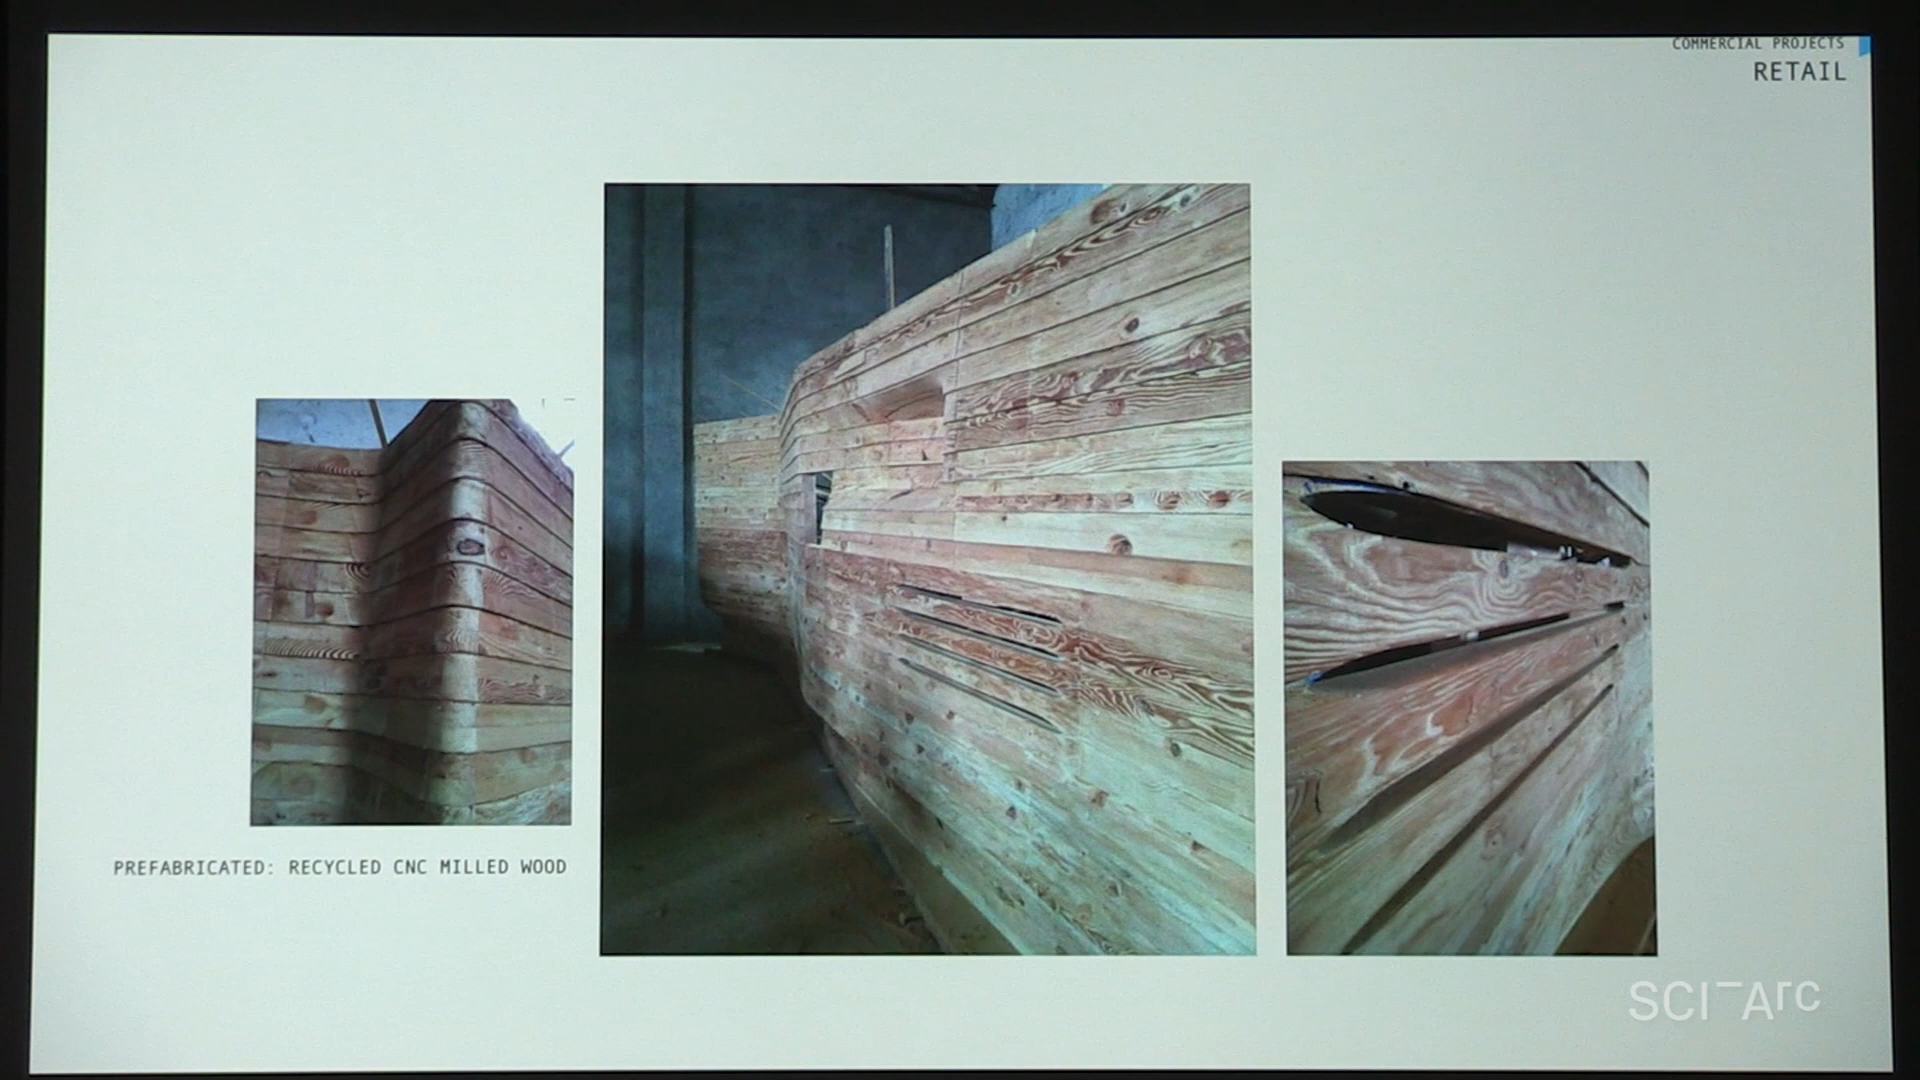 COMMERCIAL PROJECTS
RETAIL
PREFABRICATED: RECYCLED CNC MILLED WOOD
SCI-Arc